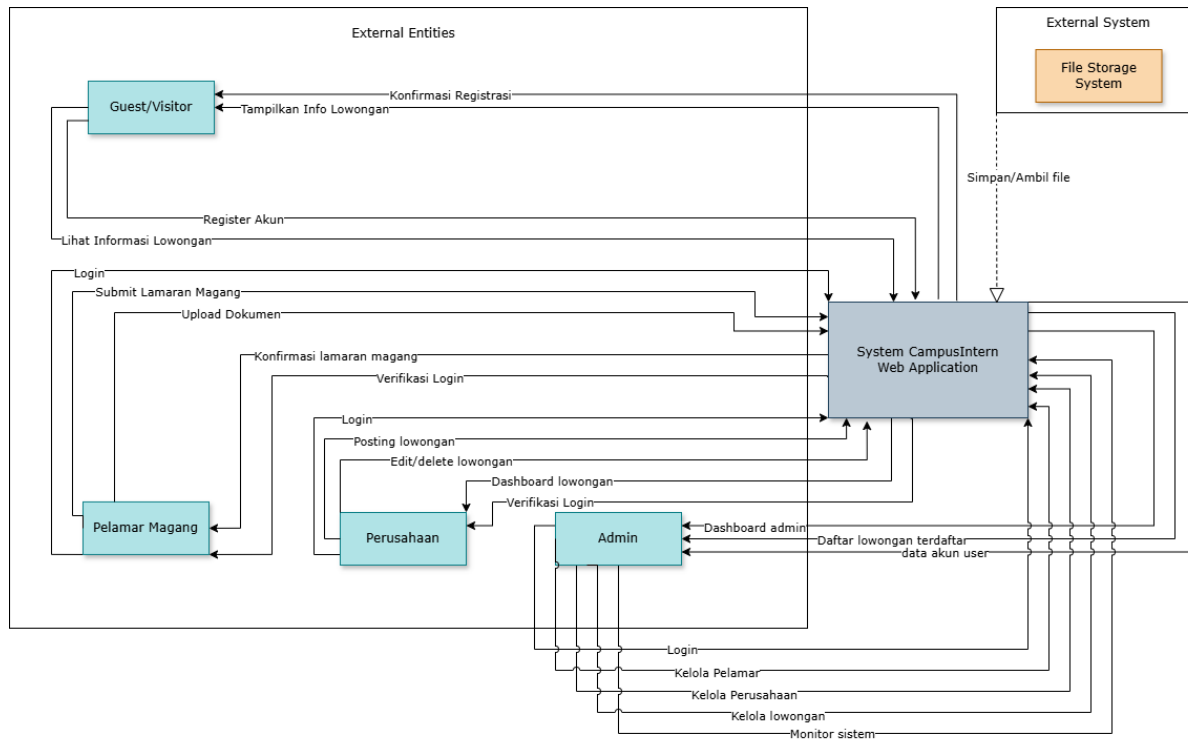 External Entities
External System
File Storage
System
Guest/Visitor
Konfirmasi Registrasi
Tampilkan Info Lowongan
Simpan/Ambil file
Register Akun
Lihat Informasi Lowongan
Login
Submit Lamaran Magang
Upload Dokumen
System CampusIntern
Web Application
Konfirmasi lamaran magang
Verifikasi Login
Login
Posting lowongan
Edit/delete lowongan
Dashboard lowongan
Verifikasi Login
Pelamar Magang
Perusahaan
Admin
Dashboard admin
Daftar lowongan terdaftar
data akun user
Login
Kelola Pelamar
Kelola Perusahaan
Kelola lowongan
Monitor sistem